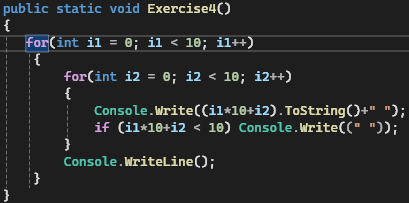 public static void Exercise4()
{
for(int i1 = 0; i1 < 10; i1++)
{
for(int i2 = 0; i2 < 10; i2++)
{
Console.Write((i1*10+i2).ToString()+" ");
if (i1*10+i2 < 10) Console.Write((" "));
}
Console.WriteLine();
}
}